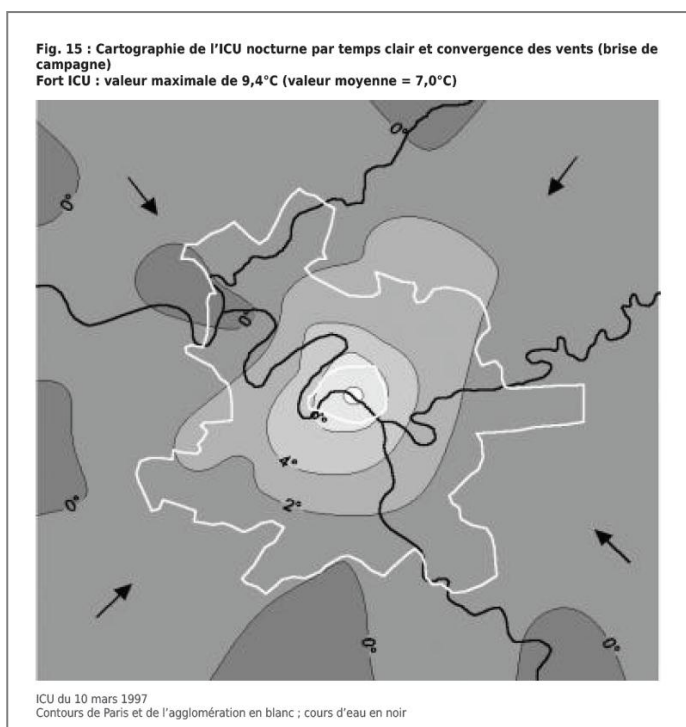 Fig. 15 : Cartographie de l’ICU nocturne par temps clair et convergence des vents (brise de
campagne)
Fort ICU : valeur maximale de 9,4°C (valeur moyenne = 7,0°C)
0°
0°
0°
4°
2°
0°
0°
0°
ICU du 10 mars 1997
Contours de Paris et de l’agglomération en blanc ; cours d’eau en noir